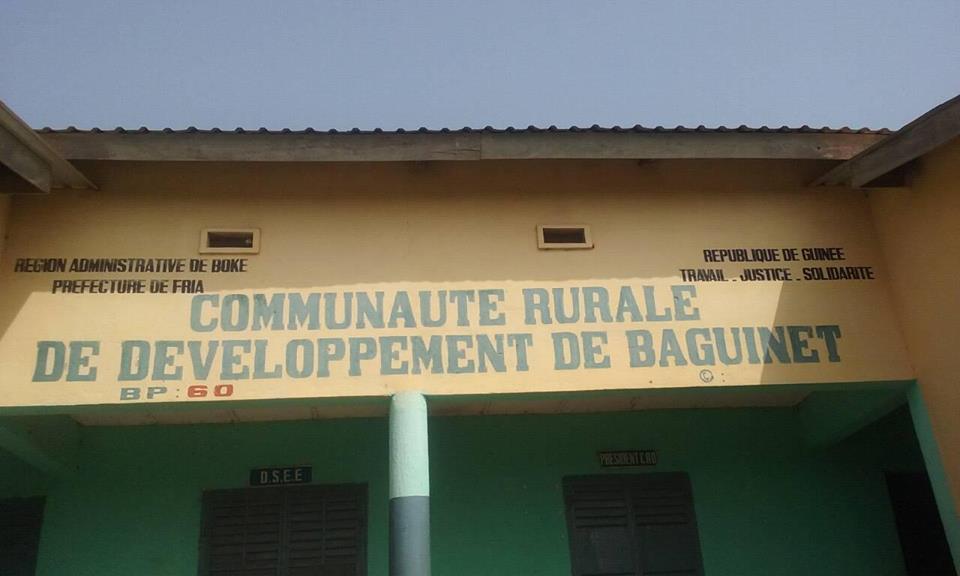 REGION ADMINISTRATIVE DE BOKE
PREFECTURE DE FRIA
REPUBLIQUE DE GUINEE
TRAVAIL . JUSTICE . SOLIDARITE
COMMUNAUTE RURALE
DE DEVELOPPEMENT DE BAGUINET
BP : 60
© :
D.S.E.E
PRESIDENT C.R.D